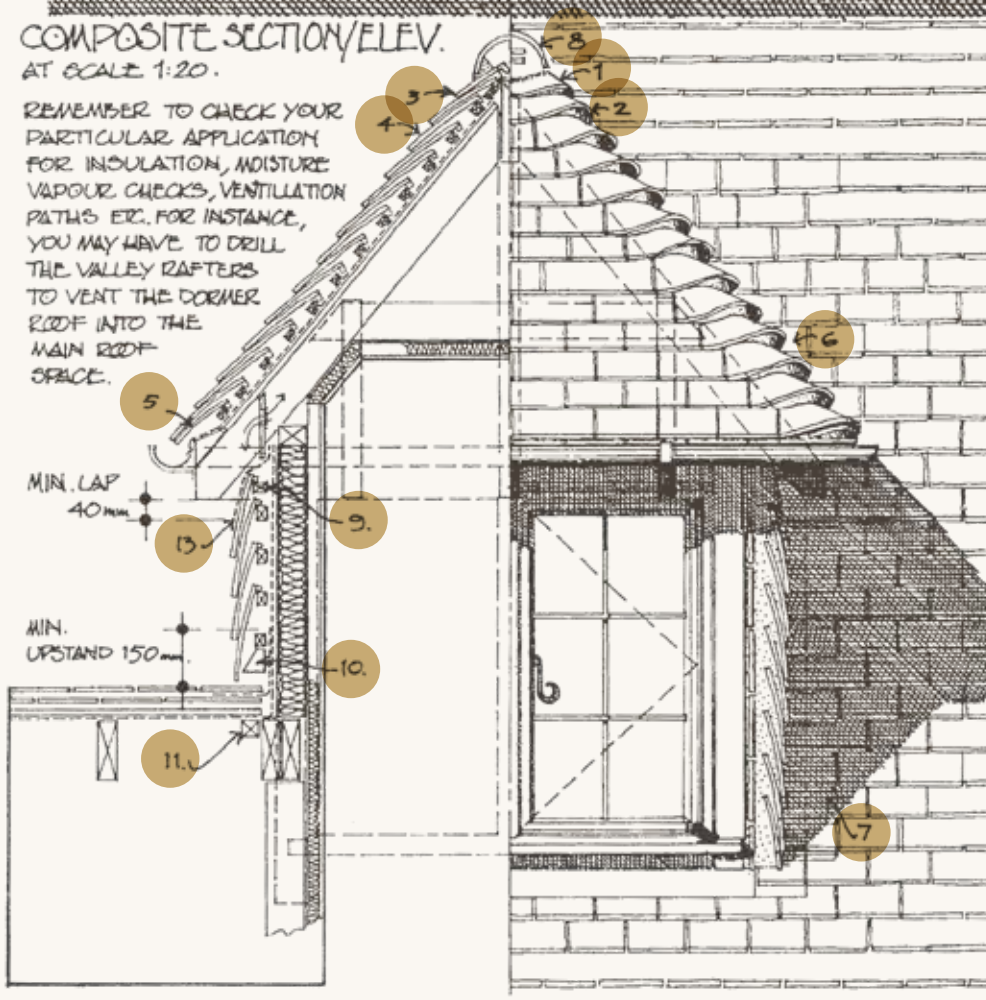 COMPOSITE SECTION/ELEV.
AT SCALE 1:20.
REMEMBER TO CHECK YOUR
PARTICULAR APPLICATION
FOR INSULATION, MOISTURE
VAPOUR CHECKS, VENTILLATION
PATHS ETC. FOR INSTANCE,
YOU MAY HAVE TO DRILL
THE VALLEY RAFTERS
TO VENT THE DORMER
ROOF INTO THE
MAIN ROOF
SPACE.
8
1
3
2
4
6
5
MIN. LAP
40mm
9.
13
MIN.
UPSTAND 150mm.
10.
11.
7